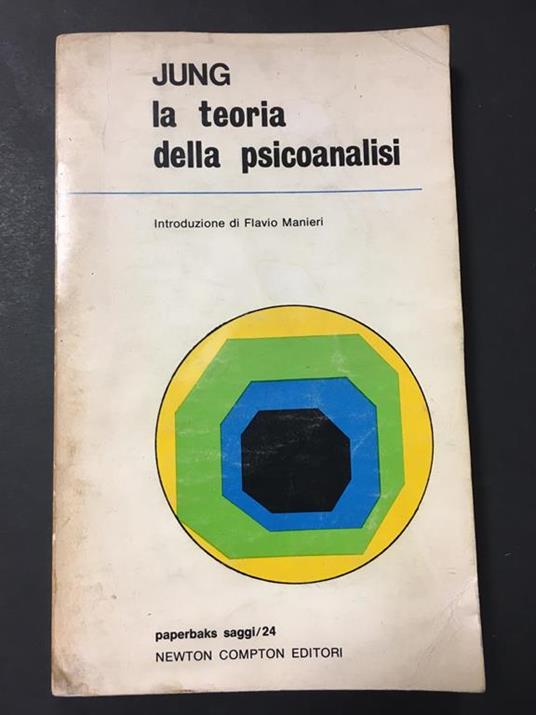 JUNG
la teoria
della psicoanalisi
Introduzione di Flavio Manieri
paperbaks saggi/24
NEWTON COMPTON EDITORI